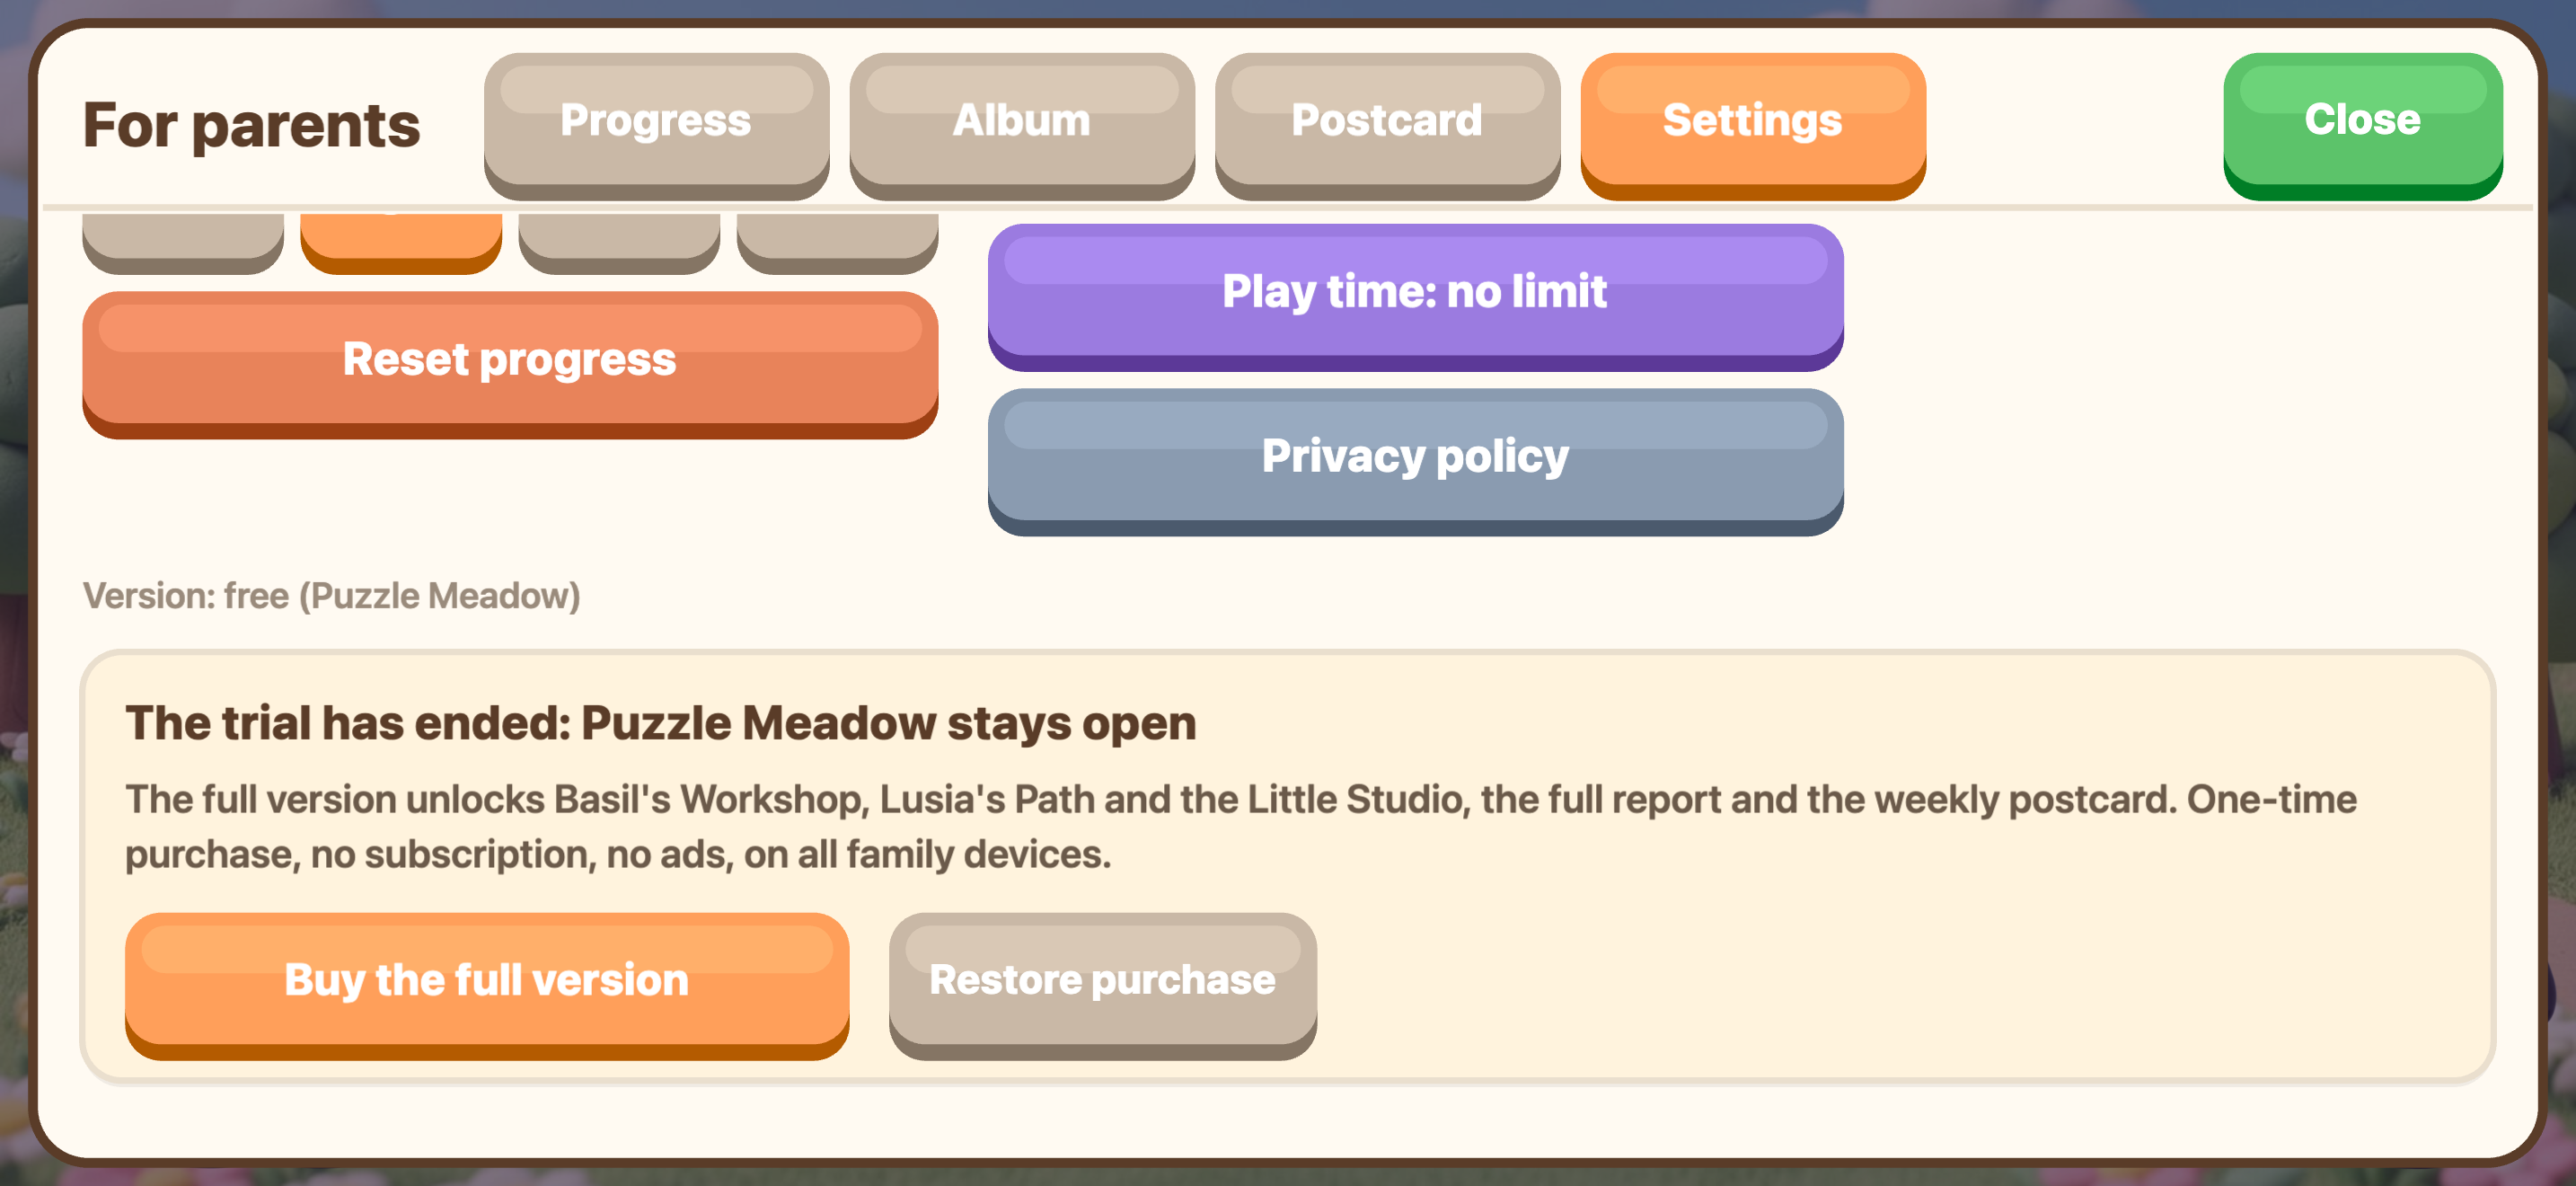 For parents
Progress
Album
Postcard
Settings
Close
Play time: no limit
Reset progress
Privacy policy
Version: free (Puzzle Meadow)
The trial has ended: Puzzle Meadow stays open
The full version unlocks Basil's Workshop, Lusia's Path and the Little Studio, the full report and the weekly postcard. One-time
purchase, no subscription, no ads, on all family devices.
Buy the full version
Restore purchase